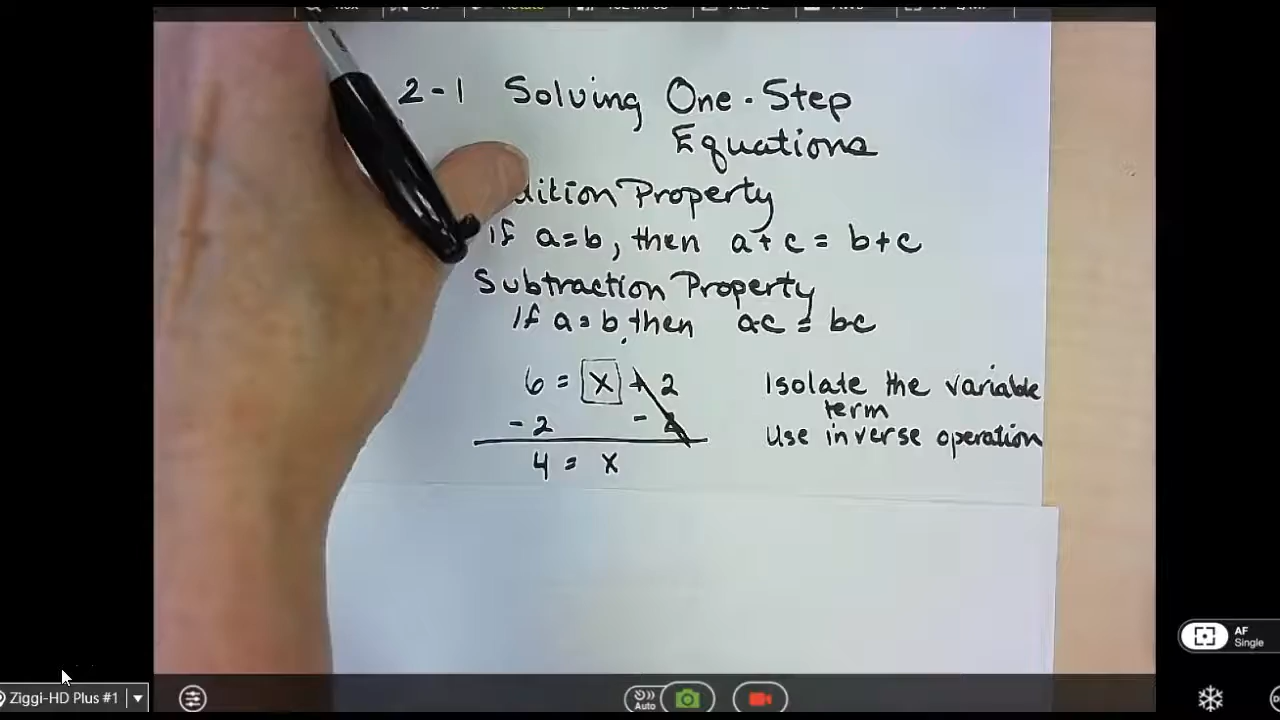 2-1 Solving One-Step
Equations
dition Property
If a=b, then a+c = b+c
Subtraction Property
If a=b, then a-c = b-c
6 = x + 2
Isolate the variable
term
-2 - 2
Use inverse operation
4 = x
AF
Single
Ziggi-HD Plus #1
Auto